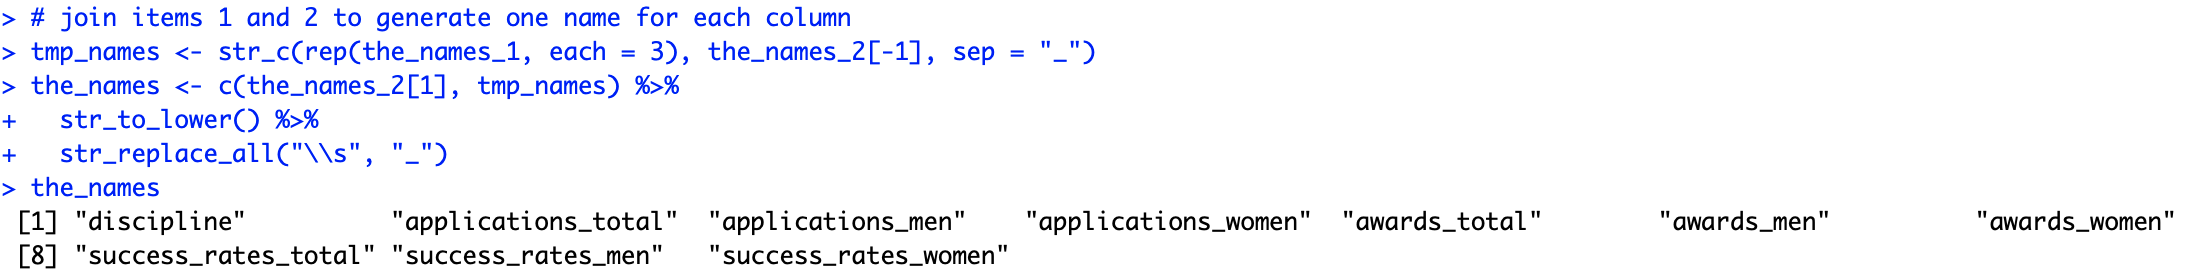 > # join items 1 and 2 to generate one name for each column
> tmp_names <- str_c(rep(the_names_1, each = 3), the_names_2[-1], sep = "_")
> the_names <- c(the_names_2[1], tmp_names) %>%
+   str_to_lower() %>%
+   str_replace_all("\\s", "_")
> the_names
 [1] "discipline"          "applications_total"  "applications_men"    "applications_women"  "awards_total"        "awards_men"          "awards_women"
 [8] "success_rates_total" "success_rates_men"   "success_rates_women"